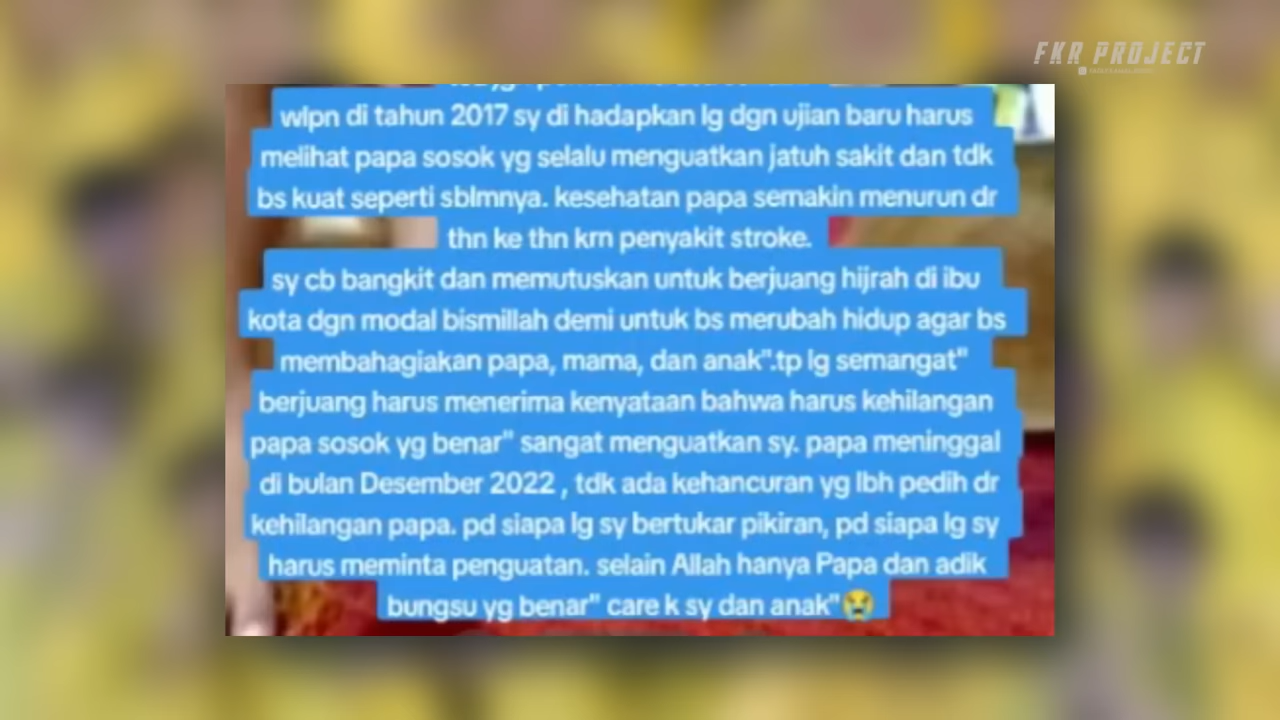 FKR PROJECT
wlpn di tahun 2017 sy di hadapkan lg dgn ujian baru harus
melihat papa sosok yg selalu menguatkan jatuh sakit dan tdk
bs kuat seperti sblmnya. kesehatan papa semakin menurun dr
thn ke thn krn penyakit stroke.
sy cb bangkit dan memutuskan untuk berjuang hijrah di ibu
kota dgn modal bismillah demi untuk bs merubah hidup agar bs
membahagiakan papa, mama, dan anak".tp lg semangat"
berjuang harus menerima kenyataan bahwa harus kehilangan
papa sosok yg benar" sangat menguatkan sy. papa meninggal
di bulan Desember 2022 , tdk ada kehancuran yg lbh pedih dr
kehilangan papa. pd siapa lg sy bertukar pikiran, pd siapa lg sy
harus meminta penguatan. selain Allah hanya Papa dan adik
bungsu yg benar" care k sy dan anak"😭